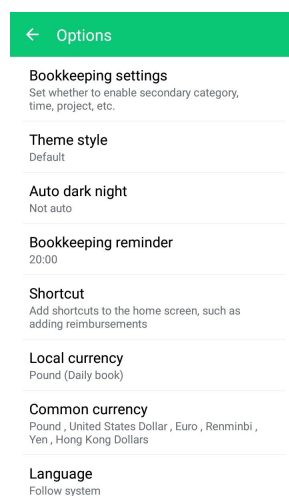 Options
Bookkeeping settings
Set whether to enable secondary category,
time, project, etc.
Theme style
Default
Auto dark night
Not auto
Bookkeeping reminder
20:00
Shortcut
Add shortcuts to the home screen, such as
adding reimbursements
Local currency
Pound (Daily book)
Common currency
Pound , United States Dollar , Euro , Renminbi ,
Yen , Hong Kong Dollars
Language
Follow system